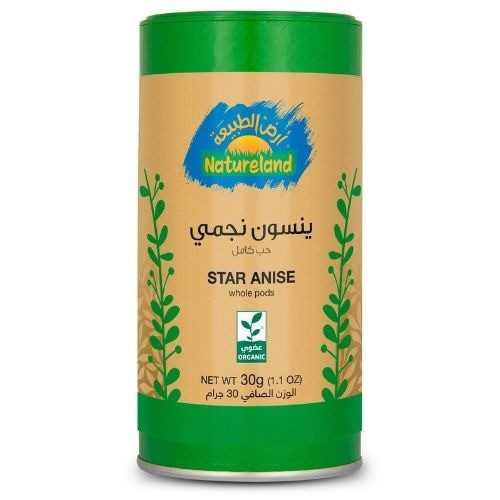 أرض الطبيعة
Natureland
ينسون نجمي
حب كامل
STAR ANISE
whole pods
عضوي
ORGANIC
NET WT 30g (1.1 OZ)
الوزن الصافي 30 جرام